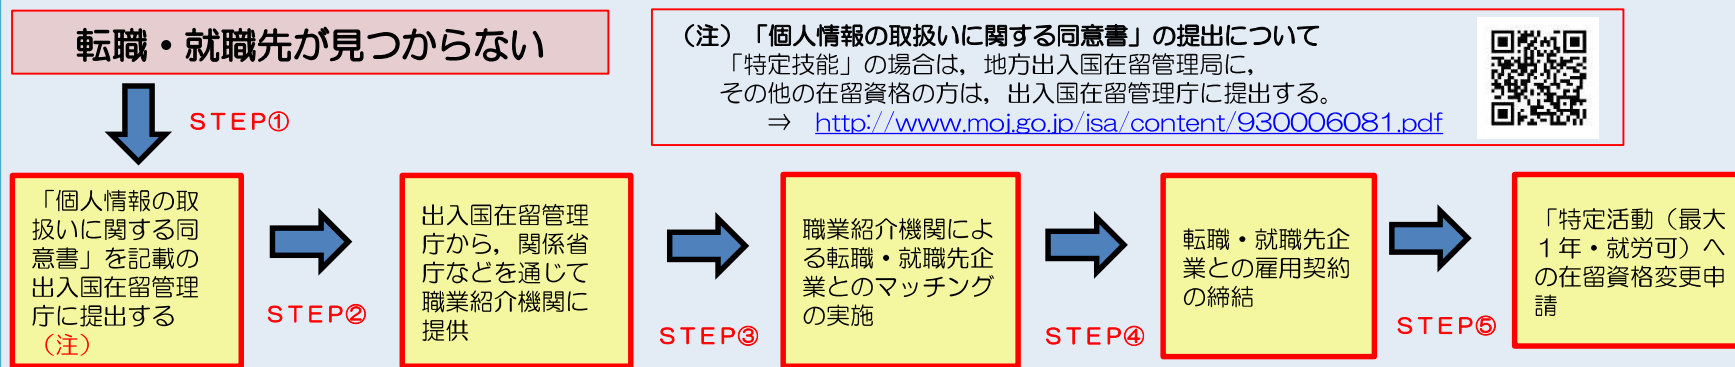 転職・就職先が見つからない
（注）「個人情報の取扱いに関する同意書」の提出について
「特定技能」の場合は，地方出入国在留管理局に，
その他の在留資格の方は，出入国在留管理庁に提出する。
⇒ http://www.moj.go.jp/isa/content/930006081.pdf
ＳＴＥＰ①
「個人情報の取
扱いに関する同
意書」を記載の
出入国在留管理
庁に提出する
（注）
ＳＴＥＰ②
出入国在留管理
庁から，関係省
庁などを通じて
職業紹介機関に
提供
ＳＴＥＰ③
職業紹介機関によ
る転職・就職先企
業とのマッチング
の実施
ＳＴＥＰ④
転職・就職先企
業との雇用契約
の締結
ＳＴＥＰ⑤
「特定活動（最大
１年・就労可）へ
の在留資格変更申
請